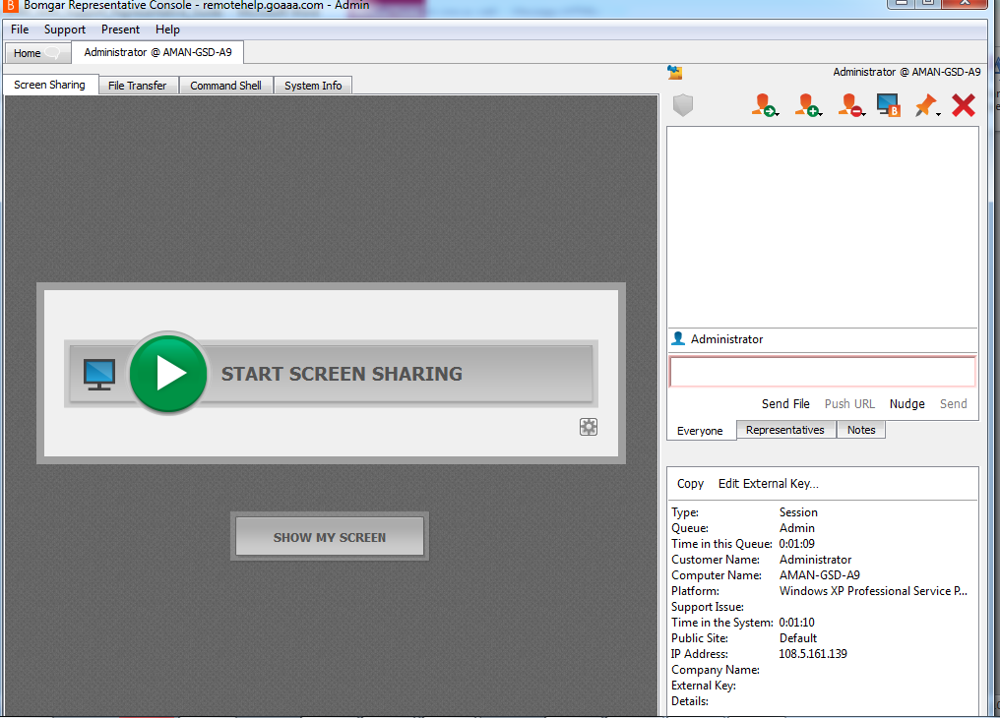 B Bomgar Representative Console - remotehelp.goaaa.com - Admin
File Support Present Help
Home Administrator @ AMAN-GSD-A9
Screen Sharing File Transfer Command Shell System Info
Administrator @ AMAN-GSD-A9
B
START SCREEN SHARING
SHOW MY SCREEN
Administrator
Send File Push URL Nudge Send
Everyone Representatives Notes
Copy Edit External Key...
Type: Session
Queue: Admin
Time in this Queue: 0:01:09
Customer Name: Administrator
Computer Name: AMAN-GSD-A9
Platform: Windows XP Professional Service P...
Support Issue:
Time in the System: 0:01:10
Public Site: Default
IP Address: 108.5.161.139
Company Name:
External Key:
Details: